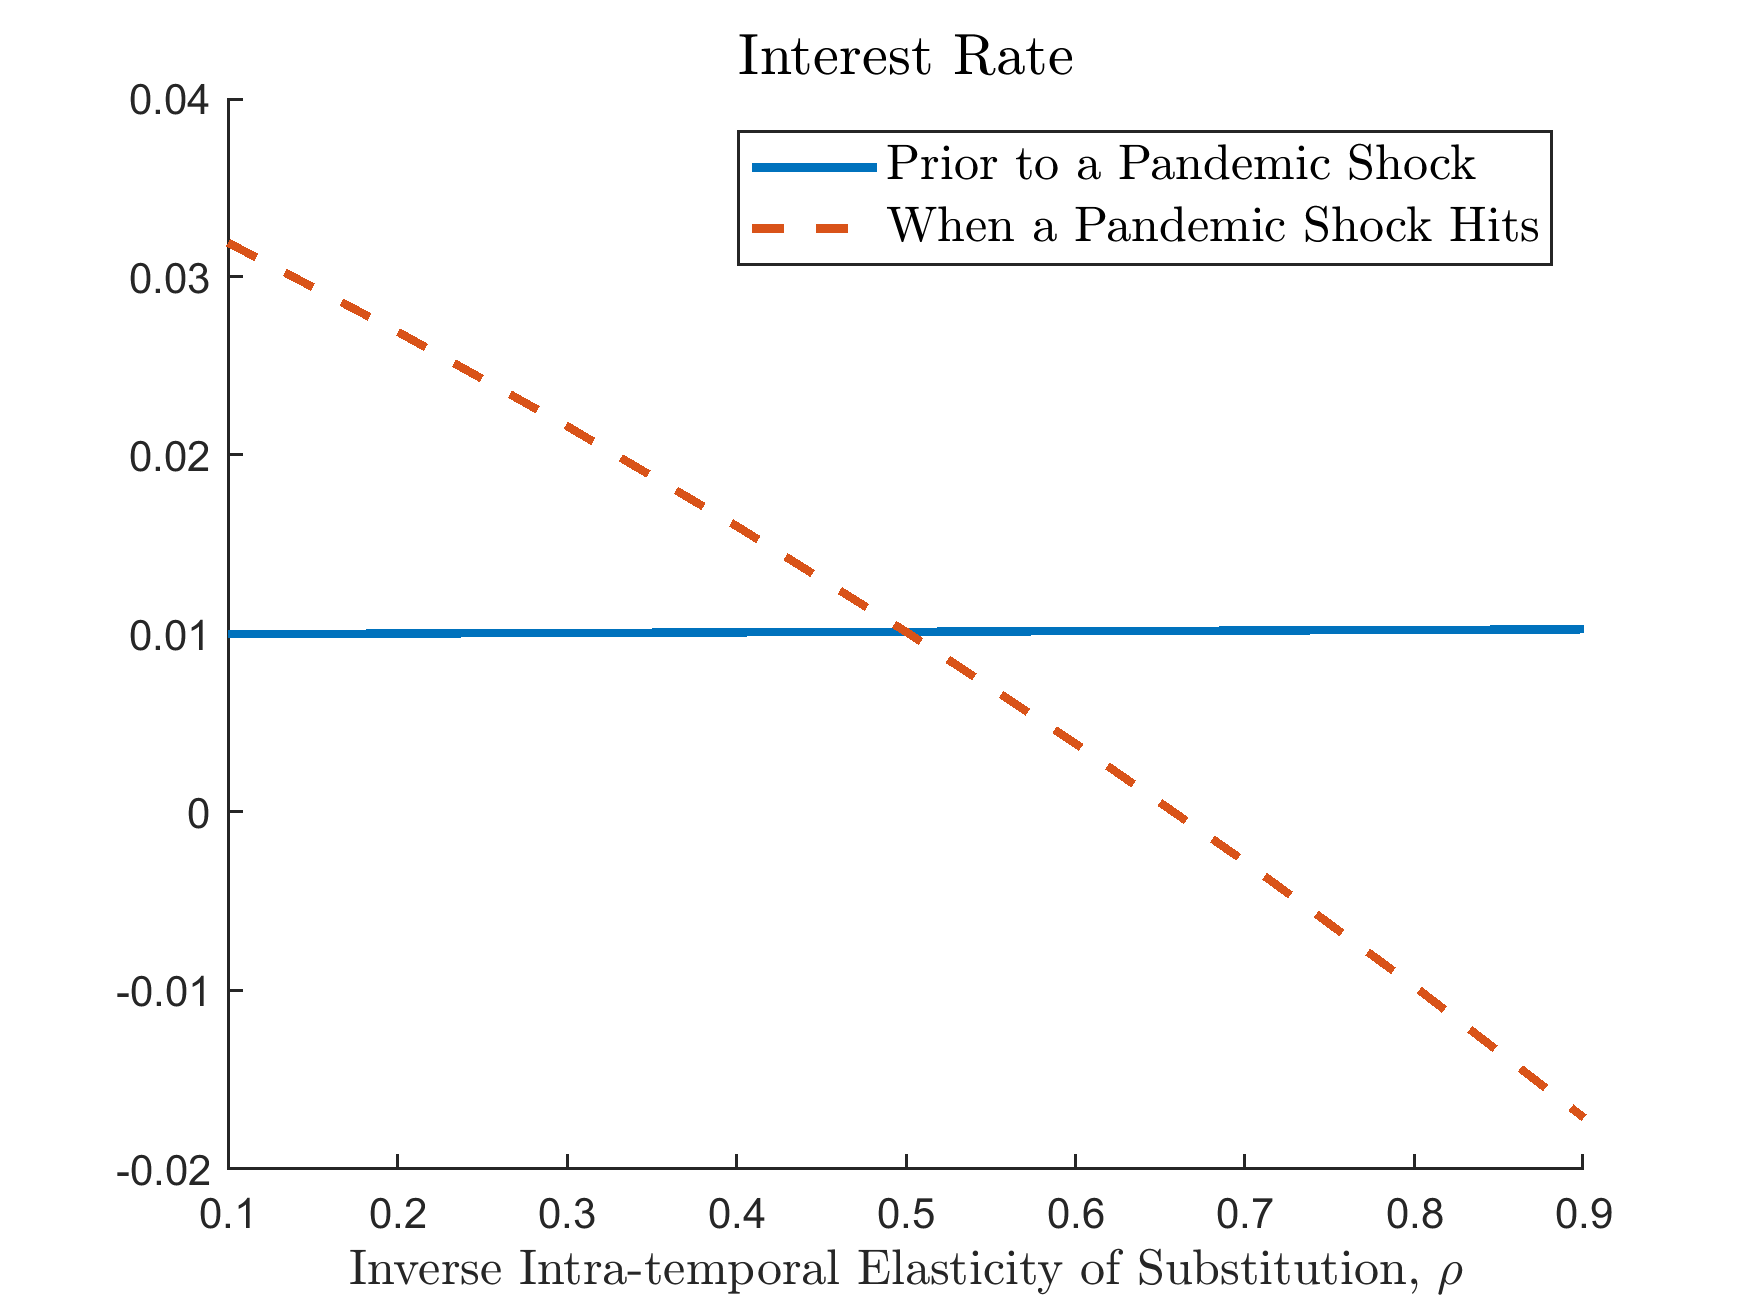 Interest Rate
Prior to a Pandemic Shock
When a Pandemic Shock Hits
0.04
0.03
0.02
0.01
0
-0.01
-0.02
0.1 0.2 0.3 0.4 0.5 0.6 0.7 0.8 0.9
Inverse Intra-temporal Elasticity of Substitution, ρ